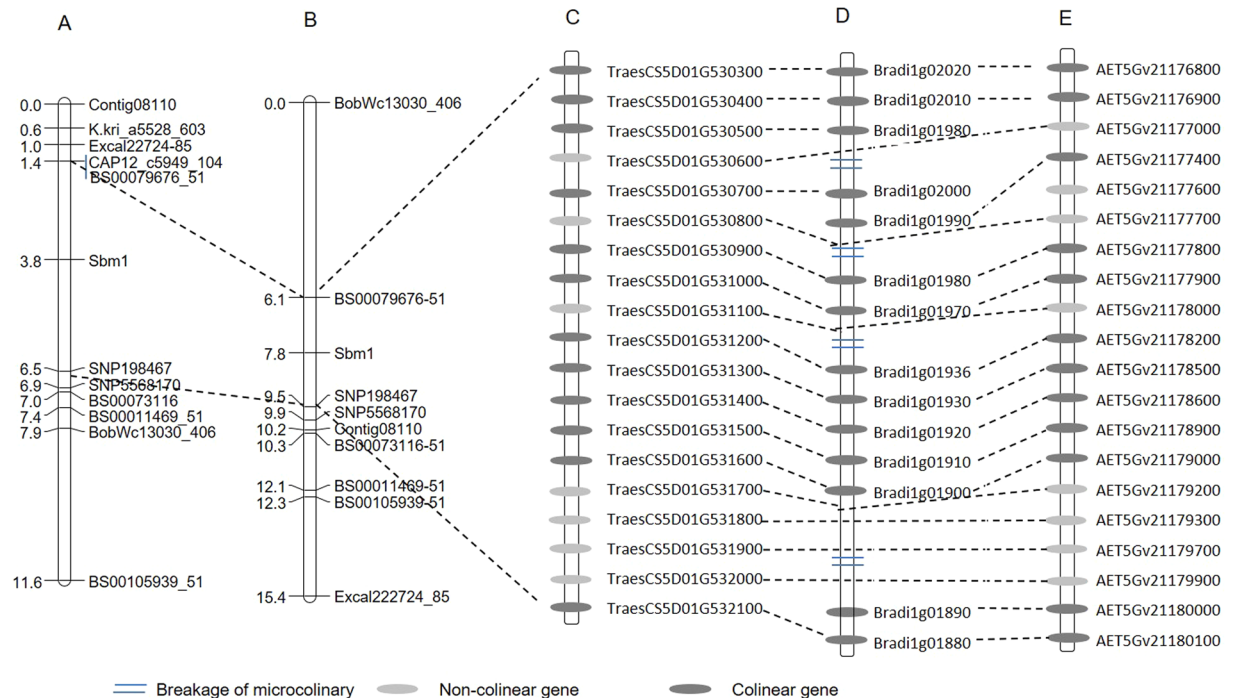 A
B
C
D
E
0.0 Contig08110
0.6 K.kri_a5528_603
1.0 Excal22724-85
1.4 CAP12_c5949_104
BS00079676_51
3.8 Sbm1
6.5 SNP198467
6.9 SNP5568170
7.0 BS00073116
7.4 BS00011469_51
7.9 BobWc13030_406
11.6 BS00105939_51
0.0 BobWc13030_406
6.1 BS00079676-51
7.8 Sbm1
9.5 SNP198467
9.9 SNP5568170
10.2 Contig08110
10.3 BS00073116-51
12.1 BS00011469-51
12.3 BS00105939-51
15.4 Excal222724_85
TraesCS5D01G530300
TraesCS5D01G530400
TraesCS5D01G530500
TraesCS5D01G530600
TraesCS5D01G530700
TraesCS5D01G530800
TraesCS5D01G530900
TraesCS5D01G531000
TraesCS5D01G531100
TraesCS5D01G531200
TraesCS5D01G531300
TraesCS5D01G531400
TraesCS5D01G531500
TraesCS5D01G531600
TraesCS5D01G531700
TraesCS5D01G531800
TraesCS5D01G531900
TraesCS5D01G532000
TraesCS5D01G532100
Bradi1g02020
Bradi1g02010
Bradi1g01980
Bradi1g02000
Bradi1g01990
Bradi1g01980
Bradi1g01970
Bradi1g01936
Bradi1g01930
Bradi1g01920
Bradi1g01910
Bradi1g01900
Bradi1g01890
Bradi1g01880
AET5Gv21176800
AET5Gv21176900
AET5Gv21177000
AET5Gv21177400
AET5Gv21177600
AET5Gv21177700
AET5Gv21177800
AET5Gv21177900
AET5Gv21178000
AET5Gv21178200
AET5Gv21178500
AET5Gv21178600
AET5Gv21178900
AET5Gv21179000
AET5Gv21179200
AET5Gv21179300
AET5Gv21179700
AET5Gv21179900
AET5Gv21180000
AET5Gv21180100
Breakage of microcolinary
Non-colinear gene
Colinear gene